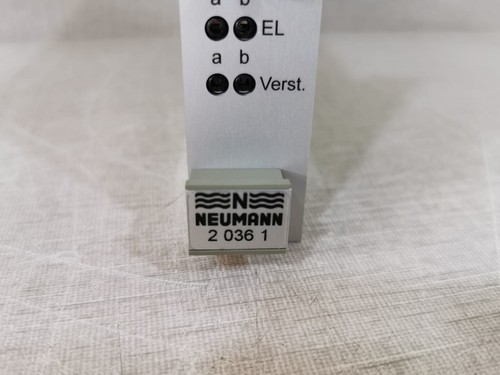 a b
EL
a b
Verst.
N
NEUMANN
2 036 1